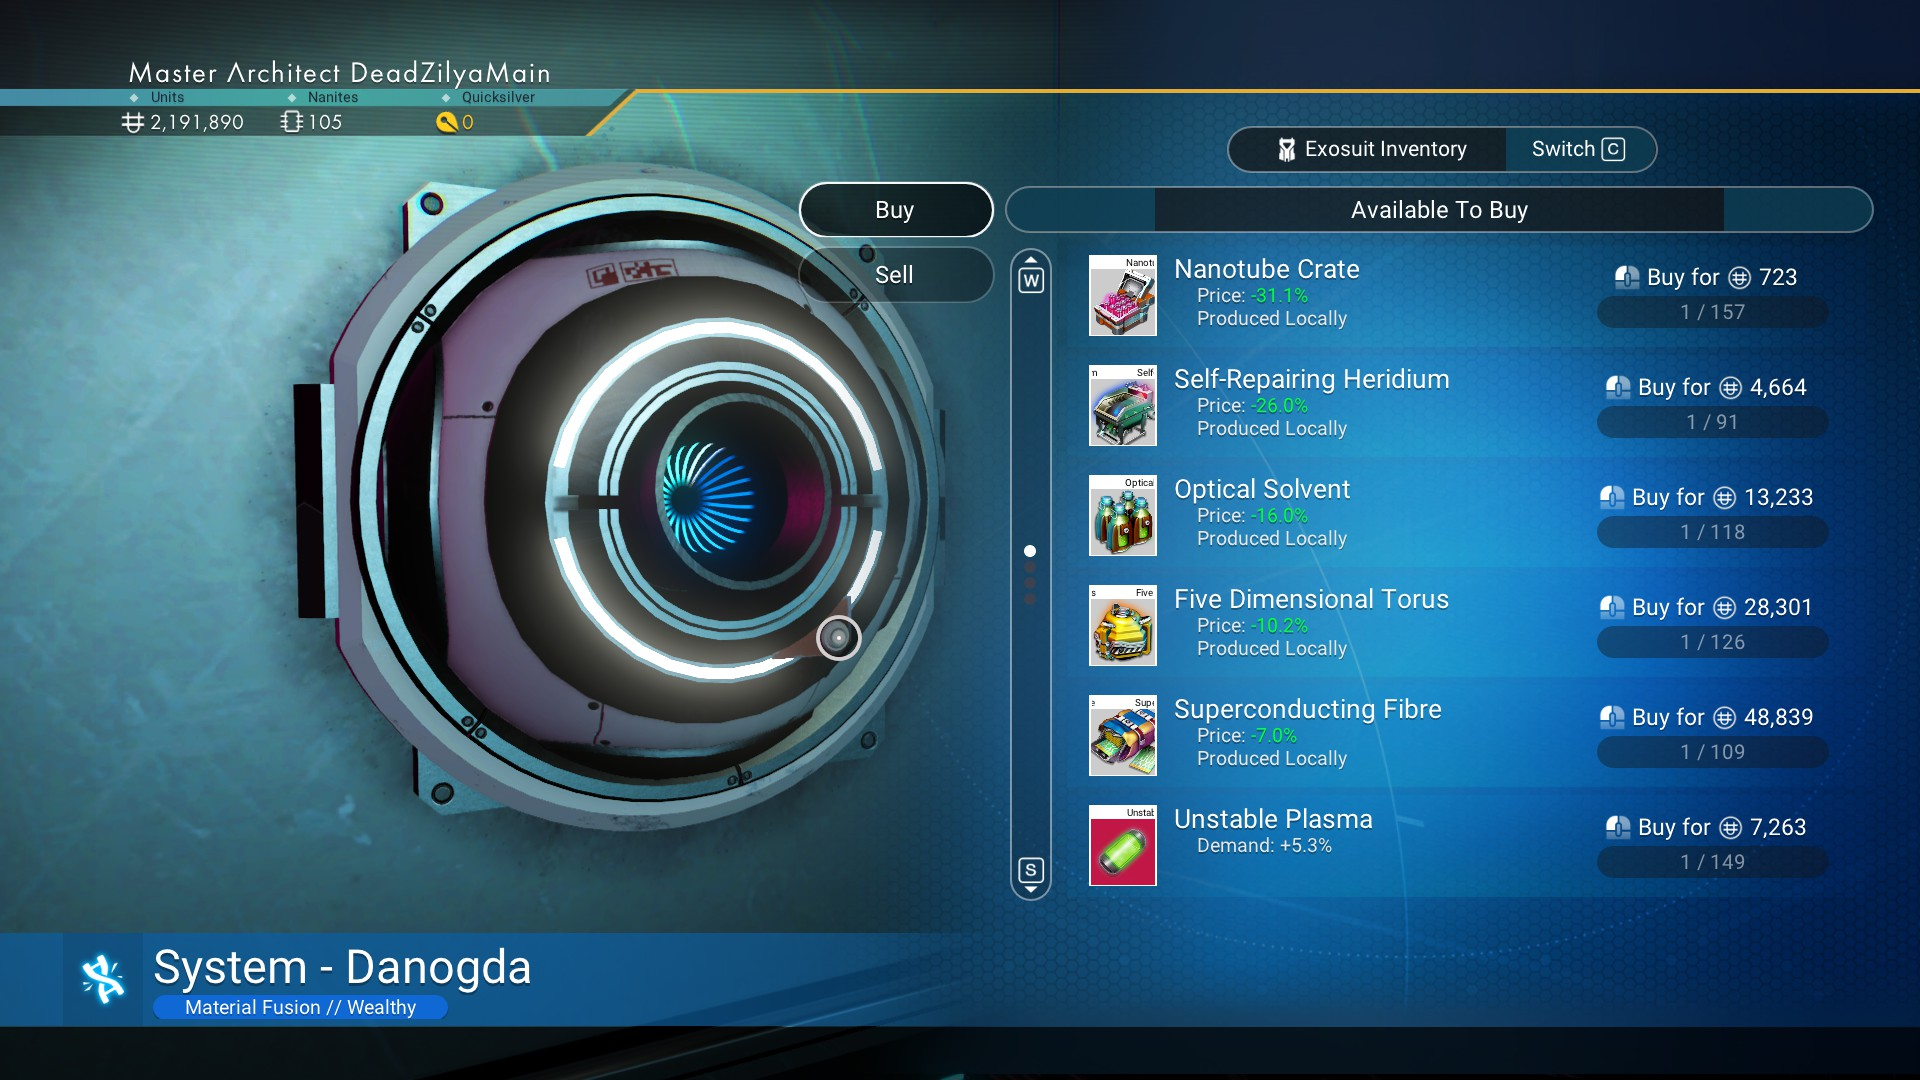 Master Architect DeadZilyaMain
Units Nanites Quicksilver
2,191,890 105 0
Exosuit Inventory Switch C
Buy
Available To Buy
Sell
W
Nanotube Crate
Price: -31.1%
Produced Locally
Buy for 723
1 / 157
Self-Repairing Heridium
Price: -26.0%
Produced Locally
Buy for 4,664
1 / 91
Optical Solvent
Price: -16.0%
Produced Locally
Buy for 13,233
1 / 118
Five Dimensional Torus
Price: -10.2%
Produced Locally
Buy for 28,301
1 / 126
Superconducting Fibre
Price: -7.0%
Produced Locally
Buy for 48,839
1 / 109
Unstable Plasma
Demand: +5.3%
Buy for 7,263
1 / 149
S
System - Danogda
Material Fusion // Wealthy